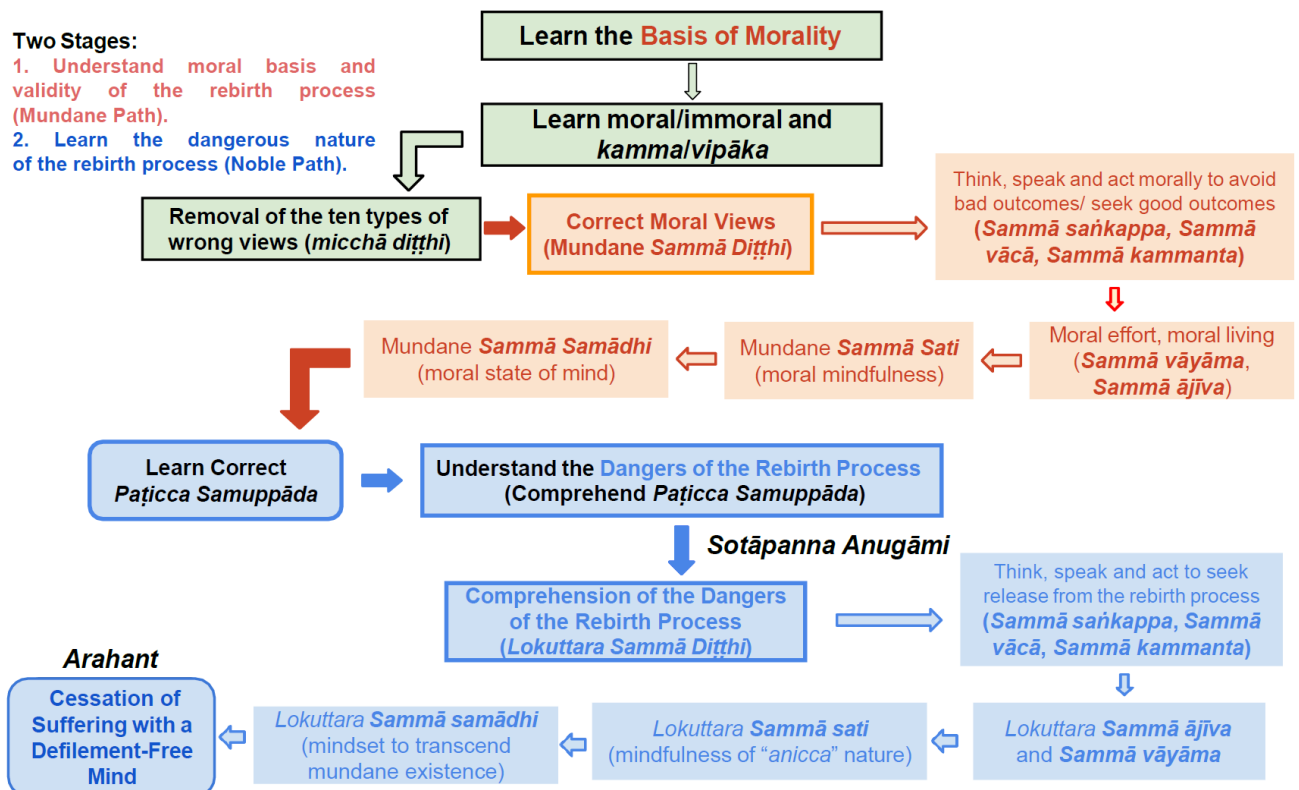 Two Stages:
1. Understand moral basis and
validity of the rebirth process
(Mundane Path).
2. Learn the dangerous nature
of the rebirth process (Noble Path).
Learn the Basis of Morality
Learn moral/immoral and
kamma/vipāka
Removal of the ten types of
wrong views (micchā diṭṭhi)
Correct Moral Views
(Mundane Sammā Diṭṭhi)
Think, speak and act morally to avoid
bad outcomes/ seek good outcomes
(Sammā saṅkappa, Sammā
vācā, Sammā kammanta)
Moral effort, moral living
(Sammā vāyāma,
Sammā ājīva)
Mundane Sammā Sati
(moral mindfulness)
Mundane Sammā Samādhi
(moral state of mind)
Learn Correct
Paṭicca Samuppāda
Understand the Dangers of the Rebirth Process
(Comprehend Paṭicca Samuppāda)
Sotāpanna Anugāmi
Comprehension of the Dangers
of the Rebirth Process
(Lokuttara Sammā Diṭṭhi)
Think, speak and act to seek
release from the rebirth process
(Sammā saṅkappa, Sammā
vācā, Sammā kammanta)
Lokuttara Sammā ājīva
and Sammā vāyāma
Lokuttara Sammā sati
(mindfulness of “anicca” nature)
Lokuttara Sammā samādhi
(mindset to transcend
mundane existence)
Arahant
Cessation of
Suffering with a
Defilement-Free
Mind